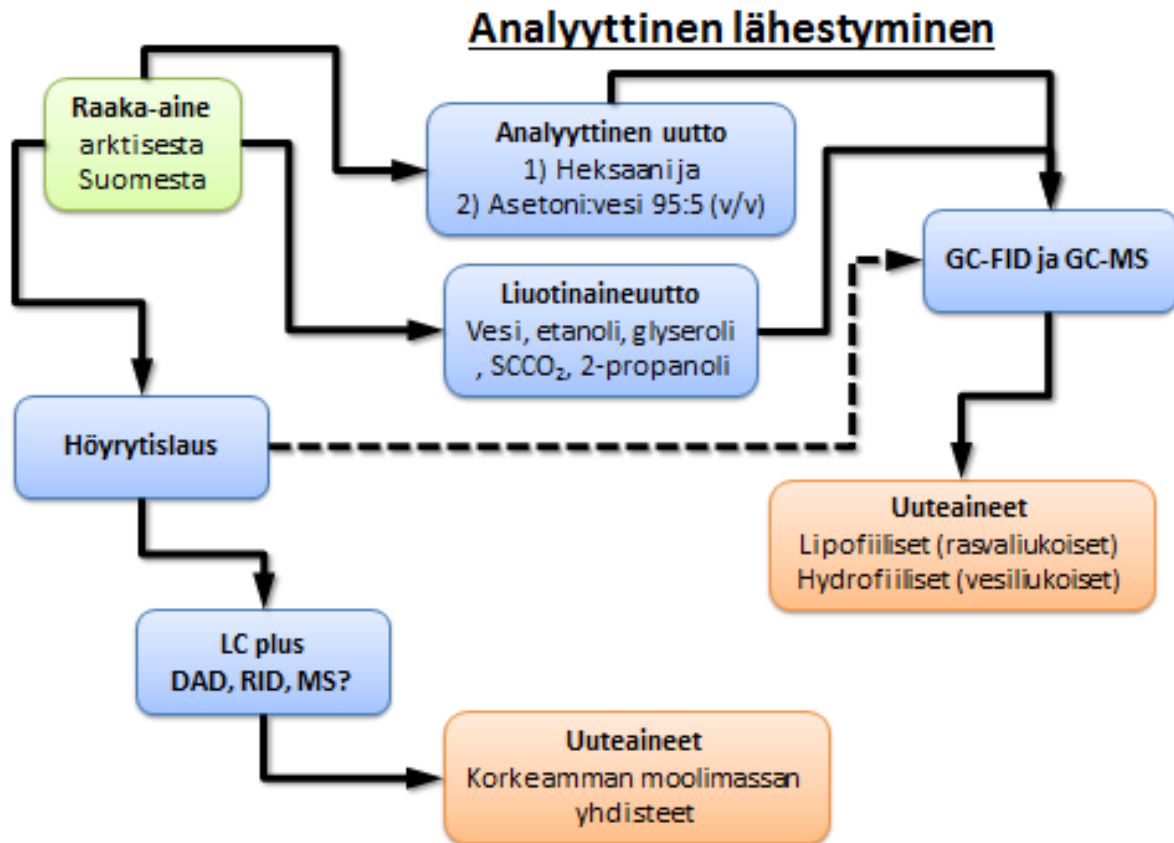 Analyyttinen lähestyminen
Raaka-aine
arktisesta
Suomesta
Analyyttinen uutto
1) Heksaani ja
2) Asetoni:vesi 95:5 (v/v)
GC-FID ja GC-MS
Liuotinaineuutto
Vesi, etanoli, glyseroli
, SCCO₂, 2-propanoli
Höyrytislaus
Uuteaineet
Lipofiiliset (rasvaliukoiset)
Hydrofiiliset (vesiliukoiset)
LC plus
DAD, RID, MS?
Uuteaineet
Korkeamman moolimassan
yhdisteet